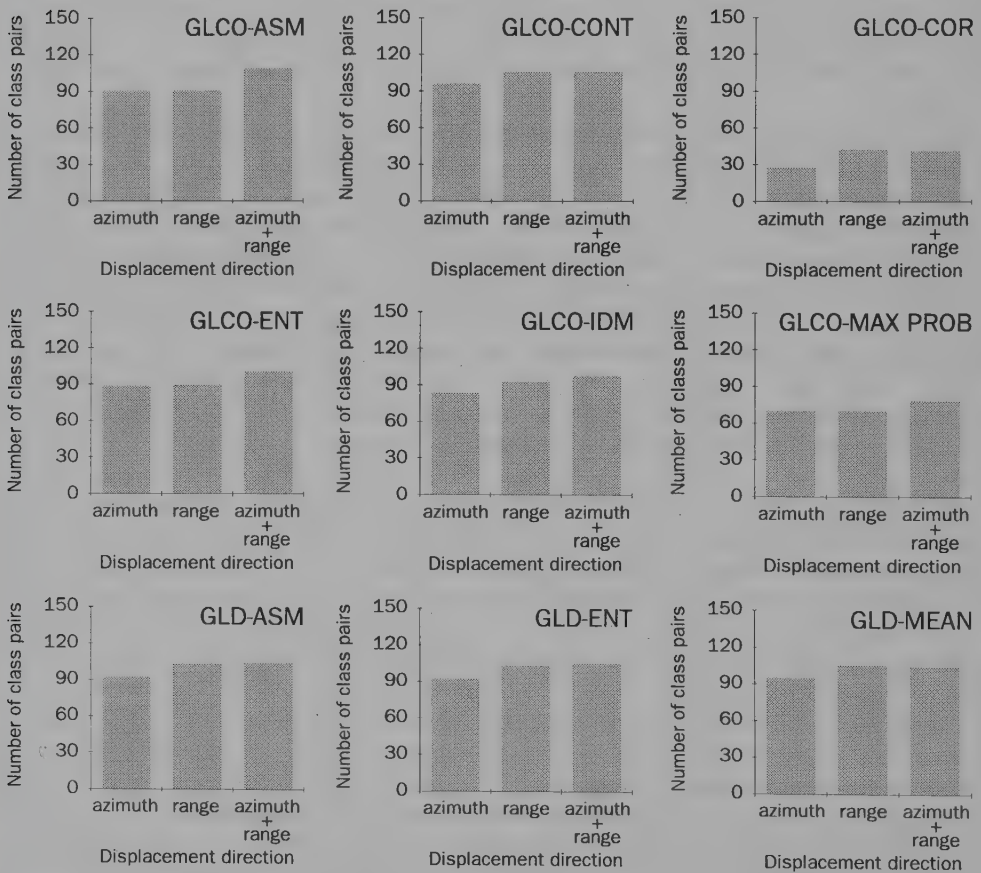 GLCO-ASM
Number of class pairs
150
120
90
60
30
0
azimuth range azimuth
+
range
Displacement direction
GLCO-CONT
Number of class pairs
150
120
90
60
30
0
azimuth range azimuth
+
range
Displacement direction
GLCO-COR
Number of class pairs
150
120
90
60
30
0
azimuth range azimuth
+
range
Displacement direction
GLCO-ENT
Number of class pairs
150
120
90
60
30
0
azimuth range azimuth
+
range
Displacement direction
GLCO-IDM
Number of class pairs
150
120
90
60
30
0
azimuth range azimuth
+
range
Displacement direction
GLCO-MAX PROB
Number of class pairs
150
120
90
60
30
0
azimuth range azimuth
+
range
Displacement direction
GLD-ASM
Number of class pairs
150
120
90
60
30
0
azimuth range azimuth
+
range
Displacement direction
GLD-ENT
Number of class pairs
150
120
90
60
30
0
azimuth range azimuth
+
range
Displacement direction
GLD-MEAN
Number of class pairs
150
120
90
60
30
0
azimuth range azimuth
+
range
Displacement direction